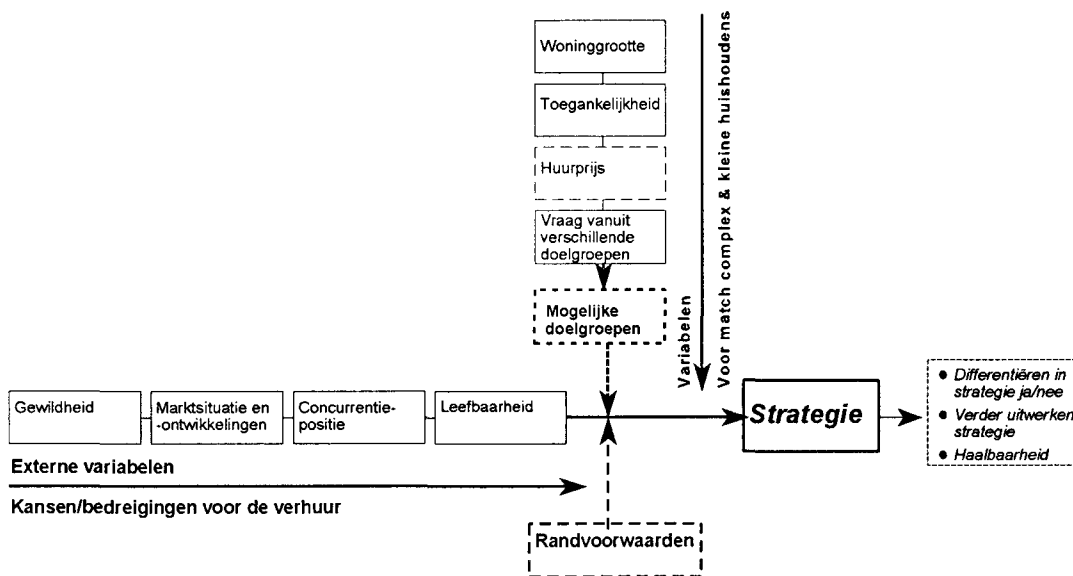 Woninggrootte
Toegankelijkheid
Huurprijs
Vraag vanuit
verschillende
doelgroepen
Mogelijke
doelgroepen
Variabelen
Voor match complex & kleine huishoudens
Gewildheid
Marktsituatie en
-ontwikkelingen
Concurrentie-
positie
Leefbaarheid
Strategie
• Differentiëren in
strategie ja/nee
• Verder uitwerken
strategie
• Haalbaarheid
Externe variabelen
Kansen/bedreigingen voor de verhuur
Randvoorwaarden